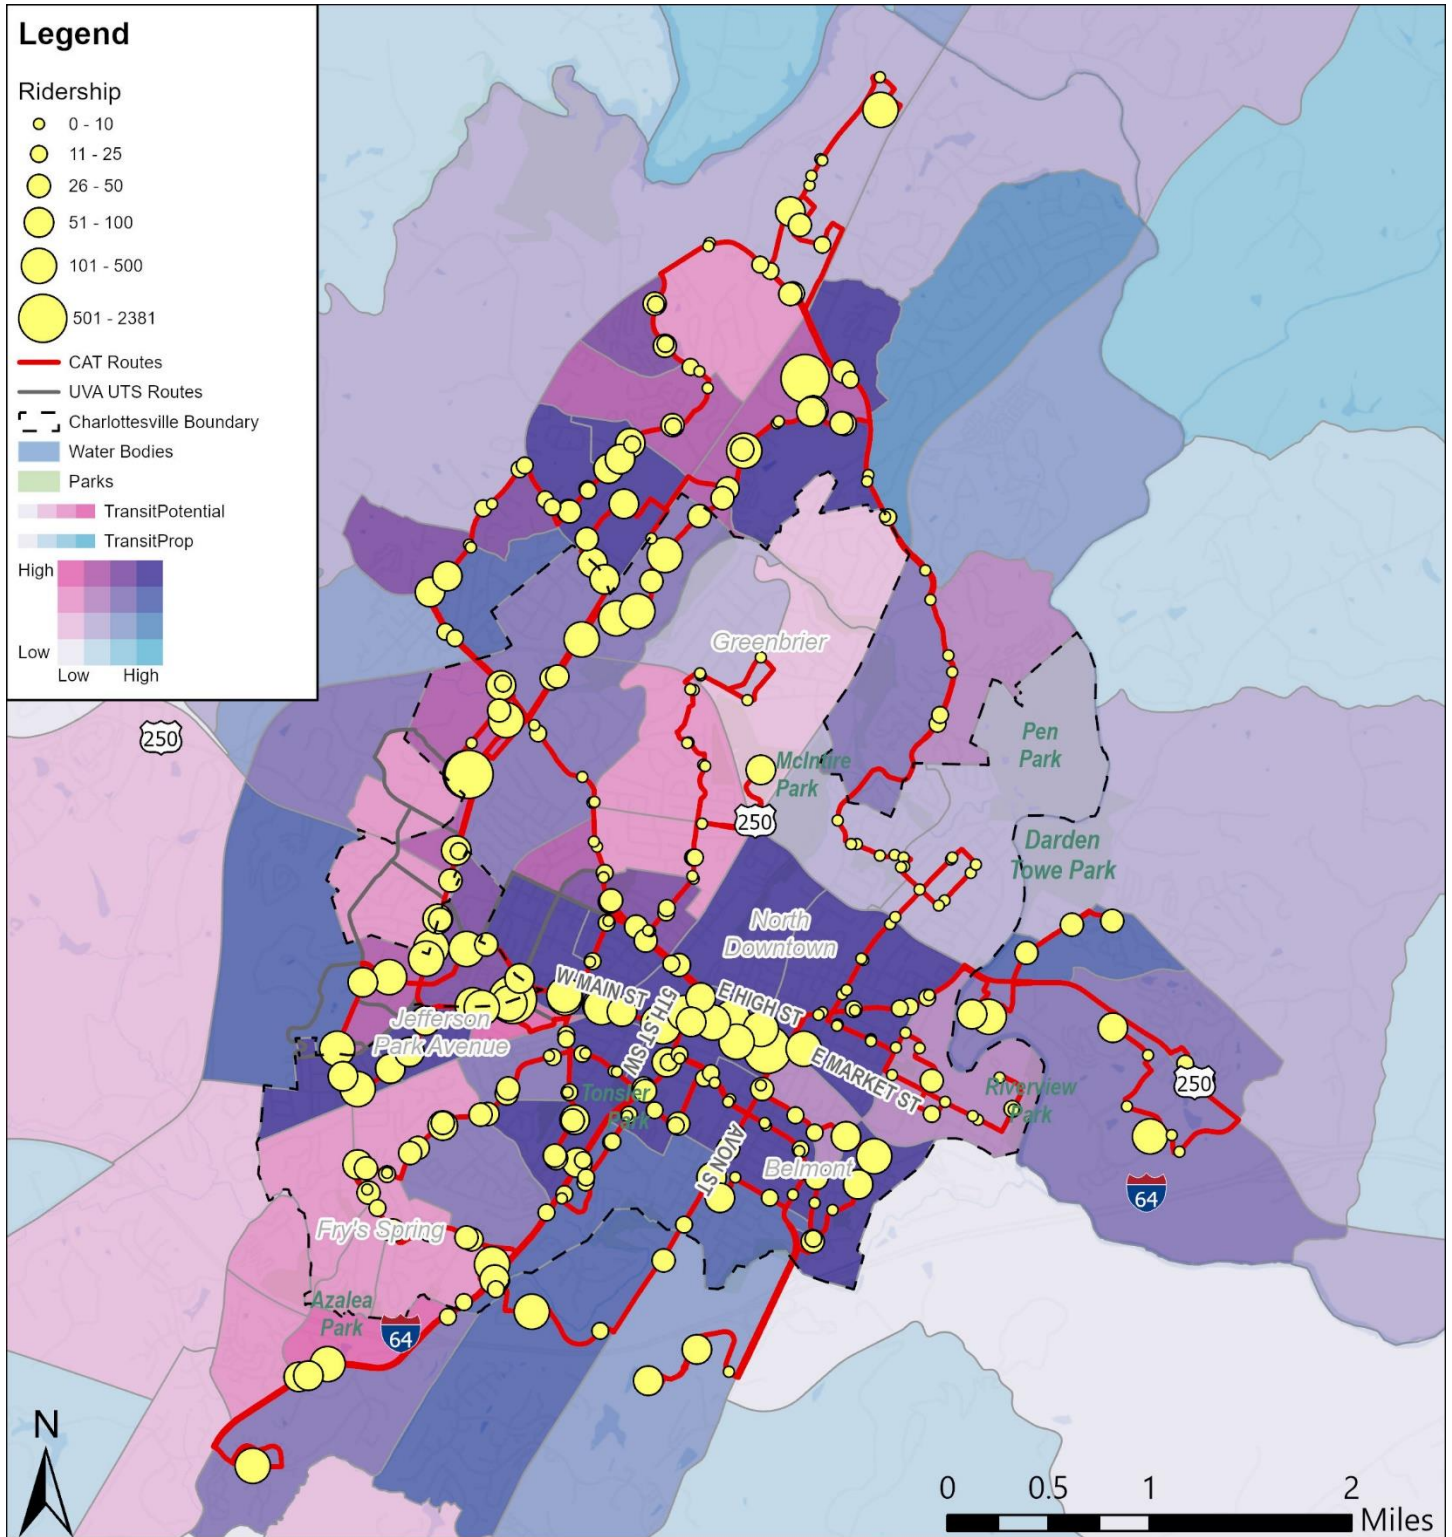 Legend
Ridership
0 - 10
11 - 25
26 - 50
51 - 100
101 - 500
501 - 2381
CAT Routes
UVA UTS Routes
Charlottesville Boundary
Water Bodies
Parks
TransitPotential
TransitProp
High
Low
Low
High
Greenbrier
250
Pen
Park
McIntire
Park
250
Darden
Towe Park
North
Downtown
W MAIN ST
E HIGH ST
5TH ST SW
Jefferson
Park Avenue
E MARKET ST
Tonsler
Park
Riverview
Park
250
AVON ST
Belmont
64
Fry's Spring
Azalea
Park
64
N
0
0.5
1
2
Miles